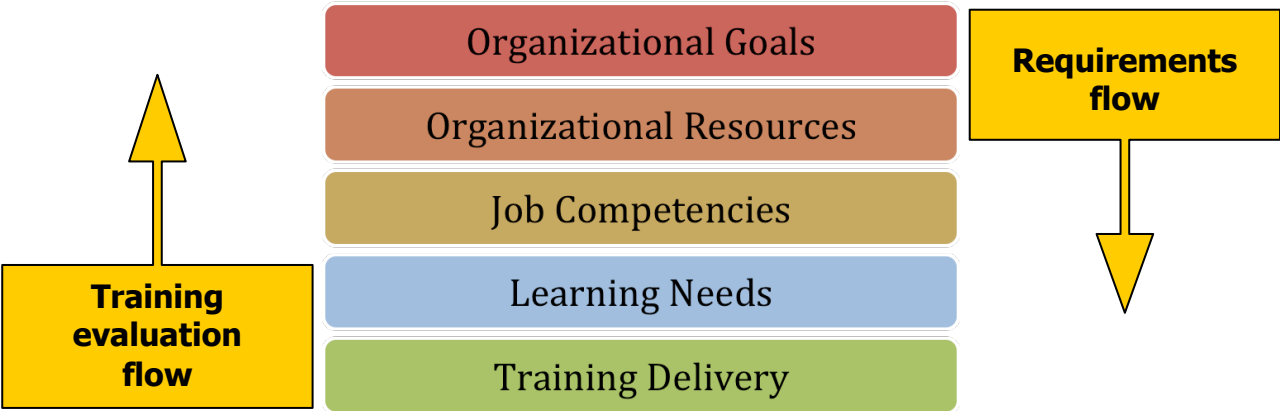 Organizational Goals
Organizational Resources
Job Competencies
Learning Needs
Training Delivery
Requirements
flow
Training
evaluation
flow